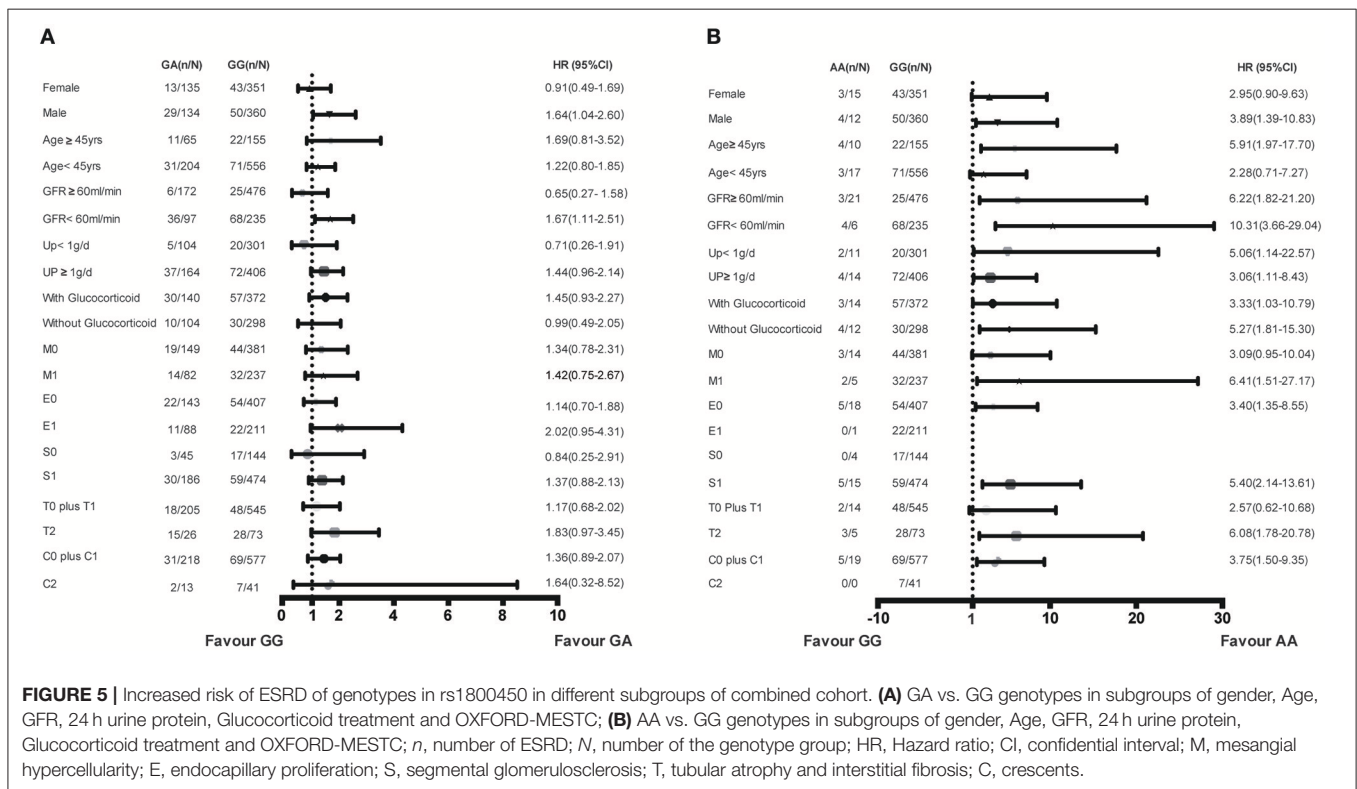 A
GA(n/N) GG(n/N) HR (95%CI)
Female 13/135 43/351 0.91(0.49-1.69)
Male 29/134 50/360 1.64(1.04-2.60)
Age ≥ 45yrs 11/65 22/155 1.69(0.81-3.52)
Age< 45yrs 31/204 71/556 1.22(0.80-1.85)
GFR ≥ 60ml/min 6/172 25/476 0.65(0.27- 1.58)
GFR< 60ml/min 36/97 68/235 1.67(1.11-2.51)
Up< 1g/d 5/104 20/301 0.71(0.26-1.91)
UP ≥ 1g/d 37/164 72/406 1.44(0.96-2.14)
With Glucocorticoid 30/140 57/372 1.45(0.93-2.27)
Without Glucocorticoid 10/104 30/298 0.99(0.49-2.05)
M0 19/149 44/381 1.34(0.78-2.31)
M1 14/82 32/237 1.42(0.75-2.67)
E0 22/143 54/407 1.14(0.70-1.88)
E1 11/88 22/211 2.02(0.95-4.31)
S0 3/45 17/144 0.84(0.25-2.91)
S1 30/186 59/474 1.37(0.88-2.13)
T0 plus T1 18/205 48/545 1.17(0.68-2.02)
T2 15/26 28/73 1.83(0.97-3.45)
C0 plus C1 31/218 69/577 1.36(0.89-2.07)
C2 2/13 7/41 1.64(0.32-8.52)
0 1 2 4 6 8 10
Favour GG Favour GA
B
AA(n/N) GG(n/N) HR (95%CI)
Female 3/15 43/351 2.95(0.90-9.63)
Male 4/12 50/360 3.89(1.39-10.83)
Age≥ 45yrs 4/10 22/155 5.91(1.97-17.70)
Age< 45yrs 3/17 71/556 2.28(0.71-7.27)
GFR≥ 60ml/min 3/21 25/476 6.22(1.82-21.20)
GFR< 60ml/min 4/6 68/235 10.31(3.66-29.04)
Up< 1g/d 2/11 20/301 5.06(1.14-22.57)
UP≥ 1g/d 4/14 72/406 3.06(1.11-8.43)
With Glucocorticoid 3/14 57/372 3.33(1.03-10.79)
Without Glucocorticoid 4/12 30/298 5.27(1.81-15.30)
M0 3/14 44/381 3.09(0.95-10.04)
M1 2/5 32/237 6.41(1.51-27.17)
E0 5/18 54/407 3.40(1.35-8.55)
E1 0/1 22/211
S0 0/4 17/144
S1 5/15 59/474 5.40(2.14-13.61)
T0 Plus T1 2/14 48/545 2.57(0.62-10.68)
T2 3/5 28/73 6.08(1.78-20.78)
C0 plus C1 5/19 69/577 3.75(1.50-9.35)
C2 0/0 7/41
-10 1 10 20 30
Favour GG Favour AA
FIGURE 5 | Increased risk of ESRD of genotypes in rs1800450 in different subgroups of combined cohort. (A) GA vs. GG genotypes in subgroups of gender, Age,
GFR, 24 h urine protein, Glucocorticoid treatment and OXFORD-MESTC; (B) AA vs. GG genotypes in subgroups of gender, Age, GFR, 24 h urine protein,
Glucocorticoid treatment and OXFORD-MESTC; n, number of ESRD; N, number of the genotype group; HR, Hazard ratio; CI, confidential interval; M, mesangial
hypercellularity; E, endocapillary proliferation; S, segmental glomerulosclerosis; T, tubular atrophy and interstitial fibrosis; C, crescents.